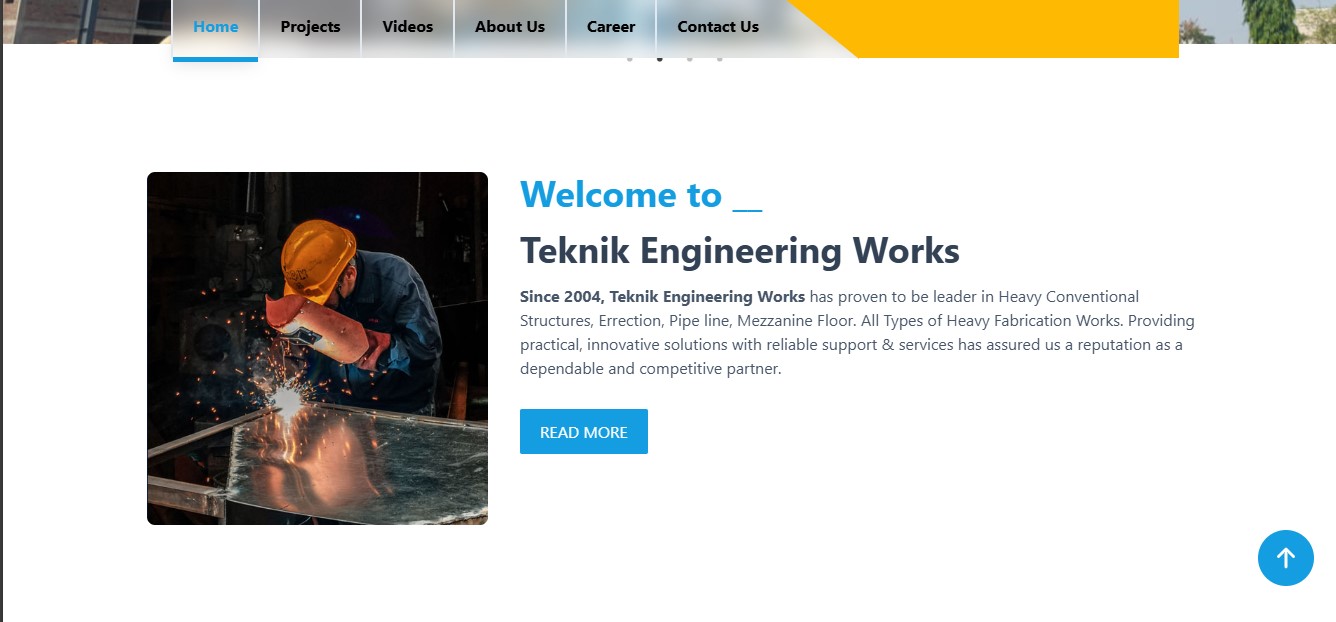 Home Projects Videos About Us Career Contact Us
Welcome to __
Teknik Engineering Works
Since 2004, Teknik Engineering Works has proven to be leader in Heavy Conventional
Structures, Errection, Pipe line, Mezzanine Floor. All Types of Heavy Fabrication Works. Providing
practical, innovative solutions with reliable support & services has assured us a reputation as a
dependable and competitive partner.
READ MORE